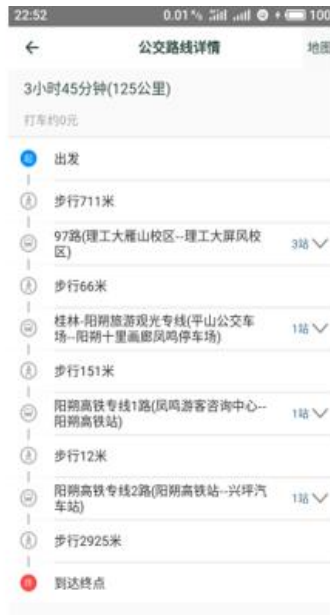 22:52 0.01% 100
公交路线详情 地图
3小时45分钟(125公里)
打车约0元
起 出发
步行711米
97路(理工大雁山校区--理工大屏风校 3站
区)
步行66米
桂林-阳朔旅游观光专线(平山公交车 1站
场--阳朔十里画廊凤鸣停车场)
步行151米
阳朔高铁专线1路(凤鸣游客咨询中心-- 1站
阳朔高铁站)
步行12米
阳朔高铁专线2路(阳朔高铁站--兴坪汽 1站
车站)
步行2925米
终 到达终点